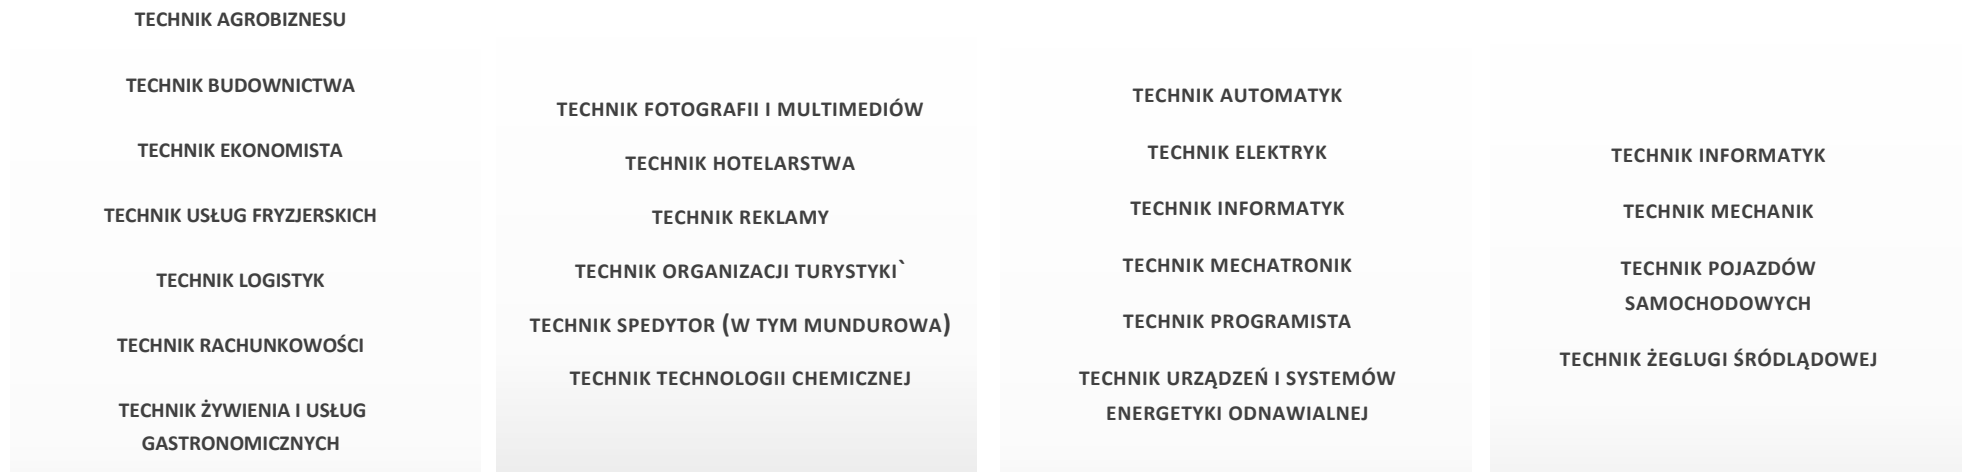 TECHNIK AGROBIZNESU
TECHNIK BUDOWNICTWA
TECHNIK EKONOMISTA
TECHNIK USŁUG FRYZJERSKICH
TECHNIK LOGISTYK
TECHNIK RACHUNKOWOŚCI
TECHNIK ŻYWIENIA I USŁUG
GASTRONOMICZNYCH
TECHNIK FOTOGRAFII I MULTIMEDIÓW
TECHNIK HOTELARSTWA
TECHNIK REKLAMY
TECHNIK ORGANIZACJI TURYSTYKI`
TECHNIK SPEDYTOR (W TYM MUNDUROWA)
TECHNIK TECHNOLOGII CHEMICZNEJ
TECHNIK AUTOMATYK
TECHNIK ELEKTRYK
TECHNIK INFORMATYK
TECHNIK MECHATRONIK
TECHNIK PROGRAMISTA
TECHNIK URZĄDZEŃ I SYSTEMÓW
ENERGETYKI ODNAWIALNEJ
TECHNIK INFORMATYK
TECHNIK MECHANIK
TECHNIK POJAZDÓW
SAMOCHODOWYCH
TECHNIK ŻEGLUGI ŚRÓDLĄDOWEJ